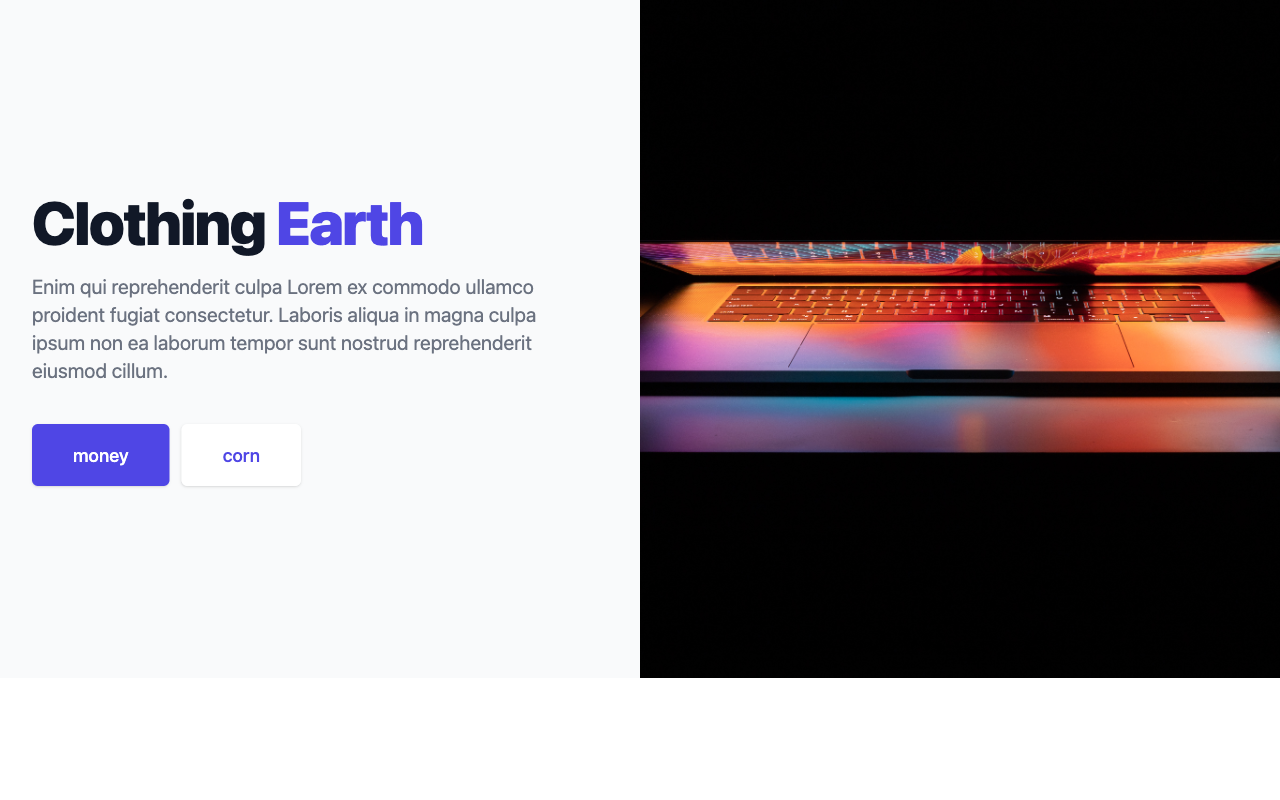 Clothing Earth
Enim qui reprehenderit culpa Lorem ex commodo ullamco
proident fugiat consectetur. Laboris aliqua in magna culpa
ipsum non ea laborum tempor sunt nostrud reprehenderit
eiusmod cillum.
money
corn